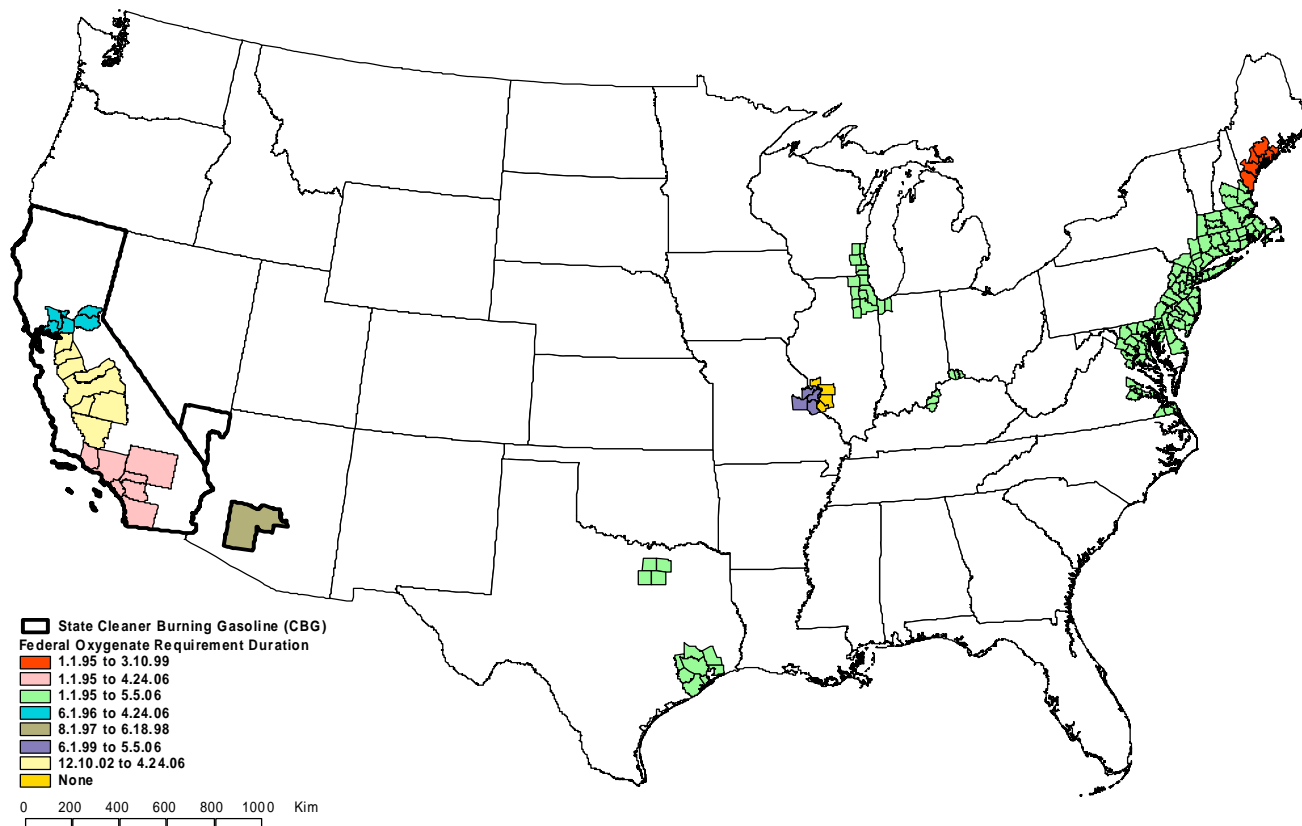 State Cleaner Burning Gasoline (CBG)
Federal Oxygenate Requirement Duration
1.1.95 to 3.10.99
1.1.95 to 4.24.06
1.1.95 to 5.5.06
6.1.96 to 4.24.06
8.1.97 to 6.18.98
6.1.99 to 5.5.06
12.10.02 to 4.24.06
None
0 200 400 600 800 1000 Kim